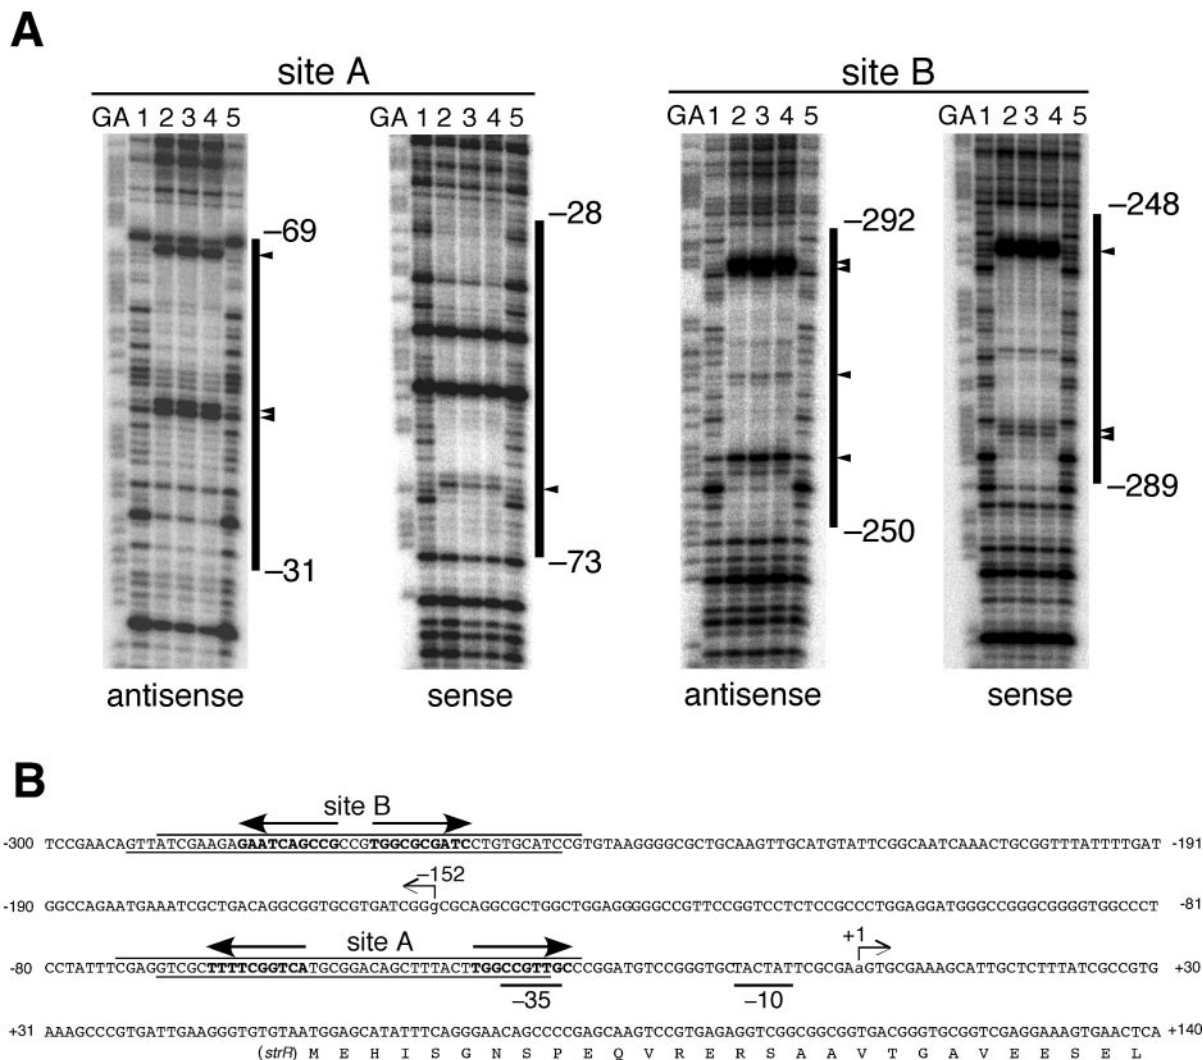 A
site A
site B
GA 1 2 3 4 5
GA 1 2 3 4 5
GA 1 2 3 4 5
GA 1 2 3 4 5
–69
–31
–28
–73
–292
–250
–248
–289
antisense
sense
antisense
sense
B
site B
-300 TCCGAACAGTTATCGAAGAGAATCAGCCGCCCGTGGCGCGATCCTGTGCATCCGTGTAAGGGGCGCTGCAAGTTGCATGTATTCGGCAATCAAACTGCGGTTTATTTTGAT -191
–152
-190 GGCCAGAATGAAATCGCTGACAGGCGGTGCGTGATCGGgCGCAGGCGCTGGCTGGAGGGGGCCGTTCCGGTCCTCTCCGCCCTGGAGGATGGGCCGGGCGGGGTGGCCCT -81
site A +1
-80 CCTATTTCGAGGTCGCTTTTCGGTCATGCGGACAGCTTTACTTGGCCGTTGCCCGGATGTCCGGGTGCTACTATTCGCGAaGTGCGAAAGCATTGCTCTTTATCGCCGTG +30
–35 –10
+31 AAAGCCCGTGATTGAAGGGTGTGTAATGGAGCATATTTCAGGGAACAGCCCCGAGCAAGTCCGTGAGAGGTCGGCGGCGGTGACGGGTGCGGTCGAGGAAAGTGAACTCA +140
(strR) M E H I S G N S P E Q V R E R S A A V T G A V E E S E L